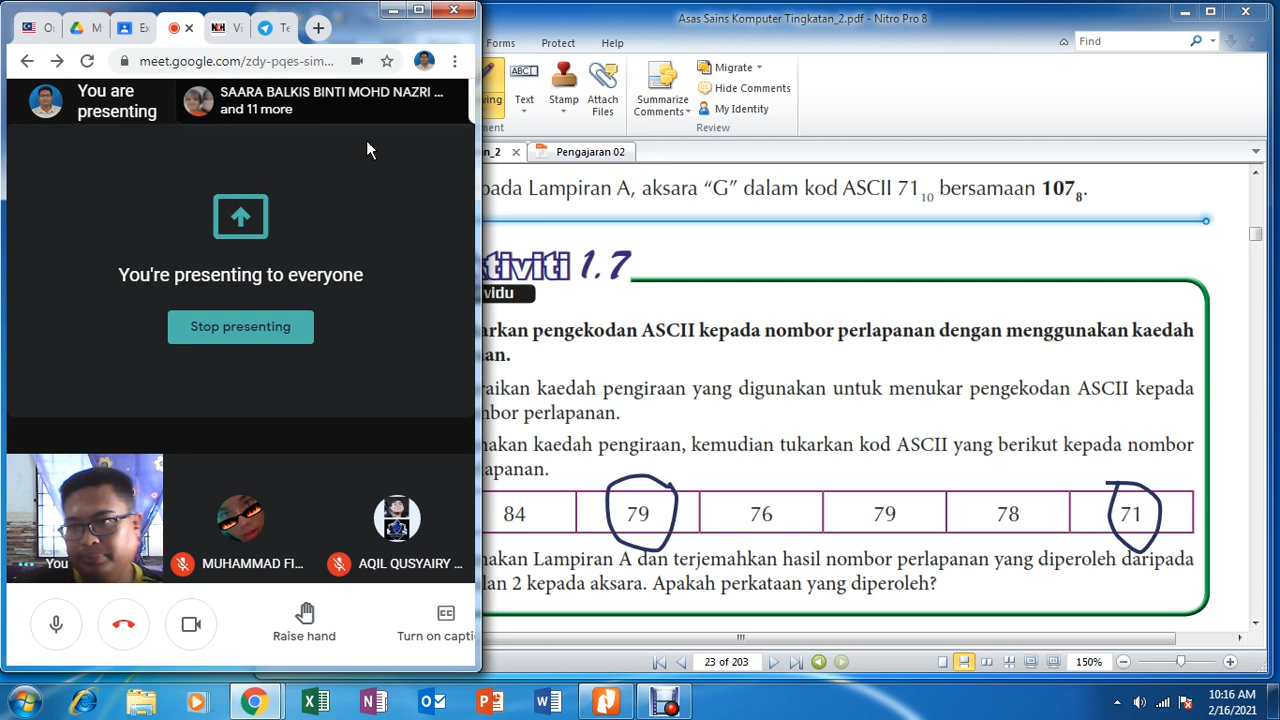 Asas Sains Komputer Tingkatan_2.pdf - Nitro Pro 8
meet.google.com/zdy-pqes-sim...
You are
presenting
SAARA BALKIS BINTI MOHD NAZRI ...
and 11 more
You're presenting to everyone
Stop presenting
You
MUHAMMAD FI...
AQIL QUSYAIRY ...
Raise hand
Turn on capti
Forms Protect Help
Find
ABCT
Text
Stamp
Attach
Files
Summarize
Comments
Migrate
Hide Comments
My Identity
Review
Pengajaran 02
pada Lampiran A, aksara “G” dalam kod ASCII 71₁₀ bersamaan 107₈.
tiviti 1.7
vidu
arkan pengekodan ASCII kepada nombor perlapanan dengan menggunakan kaedah
an.
raikan kaedah pengiraan yang digunakan untuk menukar pengekodan ASCII kepada
mbor perlapanan.
nakan kaedah pengiraan, kemudian tukarkan kod ASCII yang berikut kepada nombor
lapanan.
84 79 76 79 78 71
nakan Lampiran A dan terjemahkan hasil nombor perlapanan yang diperoleh daripada
lan 2 kepada aksara. Apakah perkataan yang diperoleh?
23 of 203
150%
10:16 AM
2/16/2021